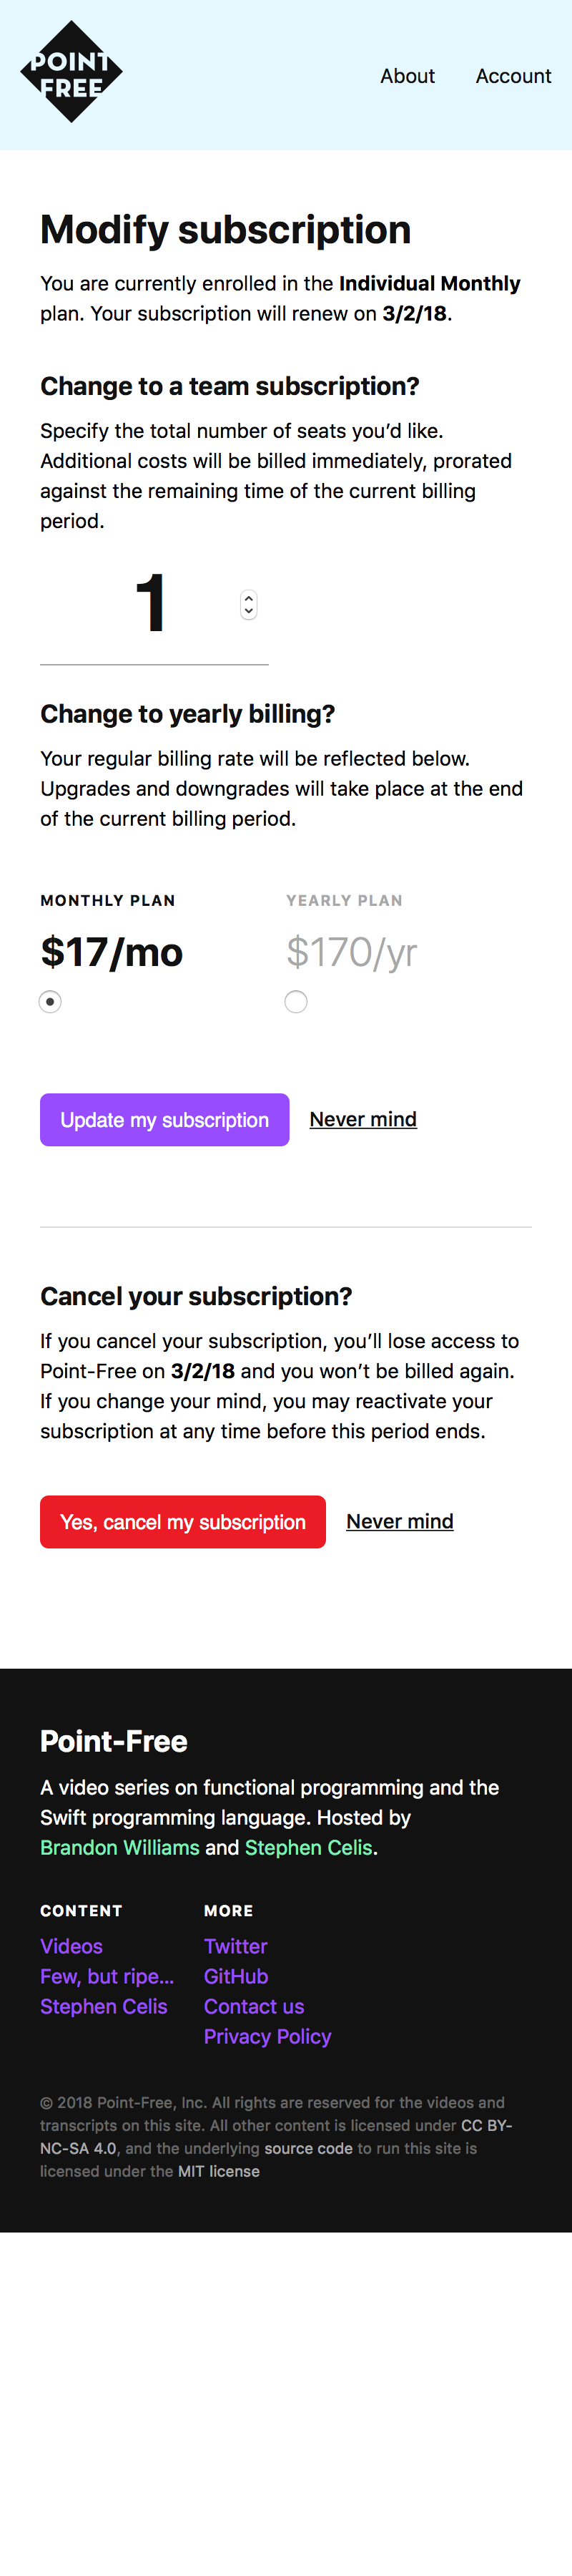 POINT
FREE
About Account
Modify subscription
You are currently enrolled in the Individual Monthly
plan. Your subscription will renew on 3/2/18.
Change to a team subscription?
Specify the total number of seats you’d like.
Additional costs will be billed immediately, prorated
against the remaining time of the current billing
period.
1
Change to yearly billing?
Your regular billing rate will be reflected below.
Upgrades and downgrades will take place at the end
of the current billing period.
MONTHLY PLAN YEARLY PLAN
$17/mo $170/yr
Update my subscription Never mind
Cancel your subscription?
If you cancel your subscription, you’ll lose access to
Point-Free on 3/2/18 and you won’t be billed again.
If you change your mind, you may reactivate your
subscription at any time before this period ends.
Yes, cancel my subscription Never mind
Point-Free
A video series on functional programming and the
Swift programming language. Hosted by
Brandon Williams and Stephen Celis.
CONTENT MORE
Videos Twitter
Few, but ripe... GitHub
Stephen Celis Contact us
Privacy Policy
© 2018 Point-Free, Inc. All rights are reserved for the videos and
transcripts on this site. All other content is licensed under CC BY-
NC-SA 4.0, and the underlying source code to run this site is
licensed under the MIT license